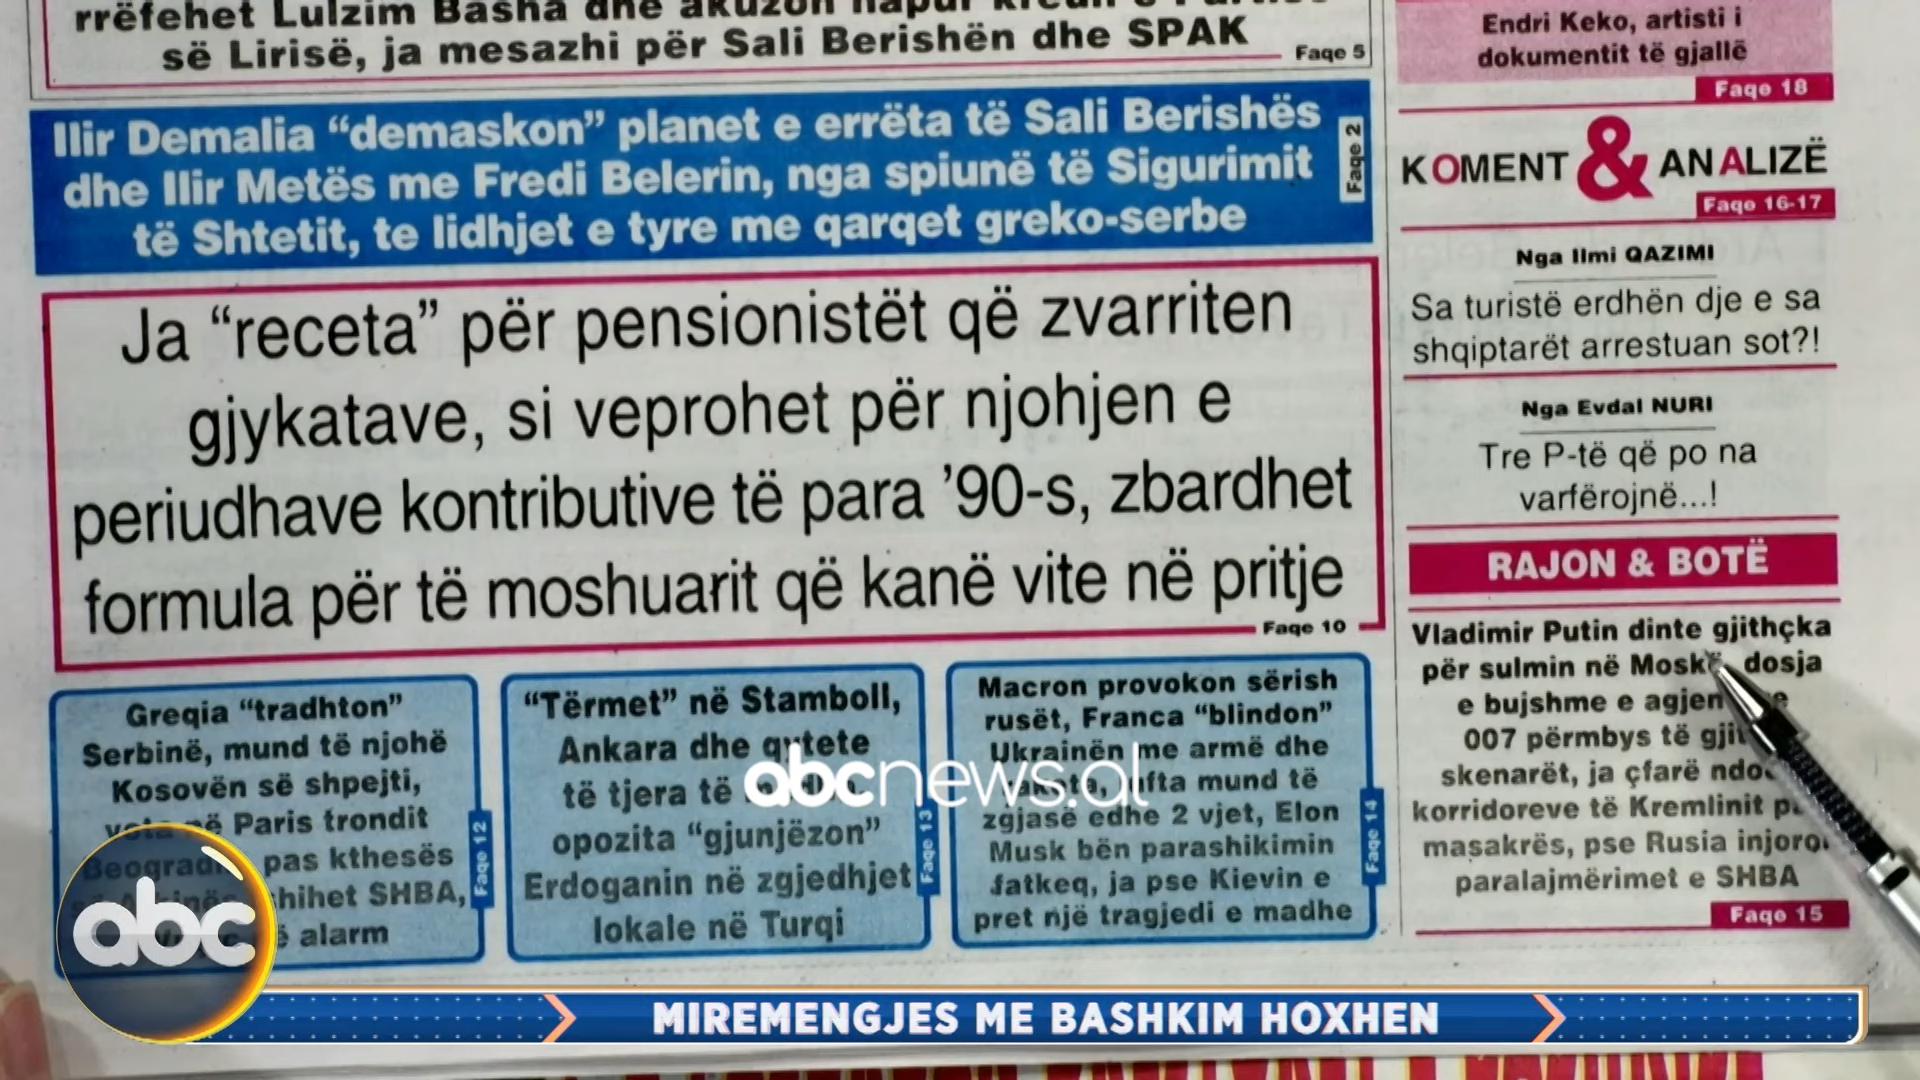 rrëfehet Lulzim Basha dhe akuzon hapur
së Lirisë, ja mesazhi për Sali Berishën dhe SPAK
Faqe 5
Ilir Demalia “demaskon” planet e errëta të Sali Berishës
dhe Ilir Metës me Fredi Belerin, nga spiunë të Sigurimit
të Shtetit, te lidhjet e tyre me qarqet greko-serbe
Faqe 2
Ja “receta” për pensionistët që zvarriten
gjykatave, si veprohet për njohjen e
periudhave kontributive të para ’90-s, zbardhet
formula për të moshuarit që kanë vite në pritje
Faqe 10
Greqia “tradhton”
Serbinë, mund të njohë
Kosovën së shpejti,
Paris trondit
pas kthesës
SHBA,
alarm
Faqe 12
“Tërmet” në Stamboll,
Ankara dhe qytete
të tjera të
opozita “gjunjëzon”
Erdoganin në zgjedhjet
lokale në Turqi
Faqe 13
Macron provokon sërish
rusët, Franca “blindon”
Ukrainën me armë dhe
mund të
zgjasë edhe 2 vjet, Elon
Musk bën parashikimin
fatkeq, ja pse Kievin e
pret një tragjedi e madhe
Faqe 14
Endri Keko, artisti i
dokumentit të gjallë
Faqe 18
KOMENT & ANALIZË
Faqe 16-17
Nga Ilmi QAZIMI
Sa turistë erdhën dje e sa
shqiptarët arrestuan sot?!
Nga Evdal NURI
Tre P-të që po na
varfërojnë...!
RAJON & BOTË
Vladimir Putin dinte gjithçka
për sulmin në Moskë, dosja
e bujshme e
007 përmbys të
skenarët, ja çfarë
korridoreve të Kremlinit
masakrës, pse Rusia
paralajmërimet e SHBA
Faqe 15
abcnews.al
abc
MIREMENGJES ME BASHKIM HOXHEN